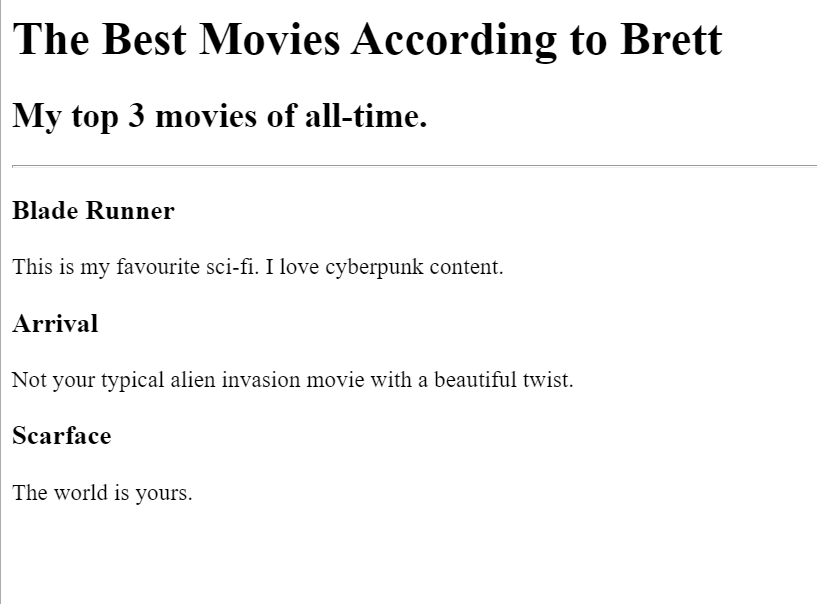 The Best Movies According to Brett
My top 3 movies of all-time.
Blade Runner
This is my favourite sci-fi. I love cyberpunk content.
Arrival
Not your typical alien invasion movie with a beautiful twist.
Scarface
The world is yours.